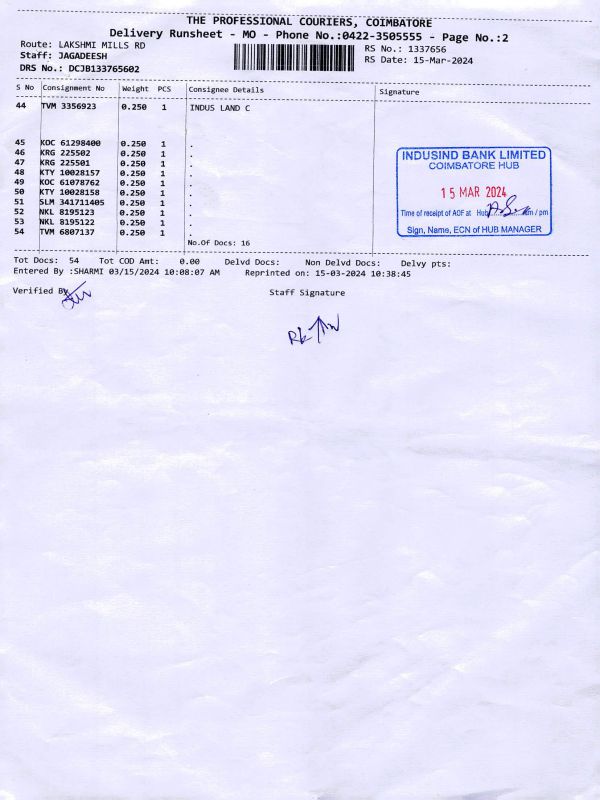 THE PROFESSIONAL COURIERS, COIMBATORE
Delivery Runsheet - MO - Phone No.:0422-3505555 - Page No.:2
Route: LAKSHMI MILLS RD RS No.: 1337656
Staff: JAGADEESH RS Date: 15-Mar-2024
DRS No.: DCJB133765602
S No Consignment No Weight PCS Consignee Details Signature
44 TVM 3356923 0.250 1 INDUS LAND C
45 KOC 61298400 0.250 1 .
46 KRG 225502 0.250 1 .
47 KRG 225501 0.250 1 .
48 KTY 10028157 0.250 1 .
49 KOC 61078762 0.250 1 .
50 KTY 10028158 0.250 1 .
51 SLM 341711405 0.250 1 .
52 NKL 8195123 0.250 1 .
53 NKL 8195122 0.250 1 .
54 TVM 6807137 0.250 1 .
No.Of Docs: 16
INDUSIND BANK LIMITED
COIMBATORE HUB
15 MAR 2024
Time of receipt of AOF at Hub am / pm
Sign, Name, ECN of HUB MANAGER
Tot Docs: 54 Tot COD Amt: 0.00 Delvd Docs: Non Delvd Docs: Delvy pts:
Entered By :SHARMI 03/15/2024 10:08:07 AM Reprinted on: 15-03-2024 10:38:45
Verified By Staff Signature